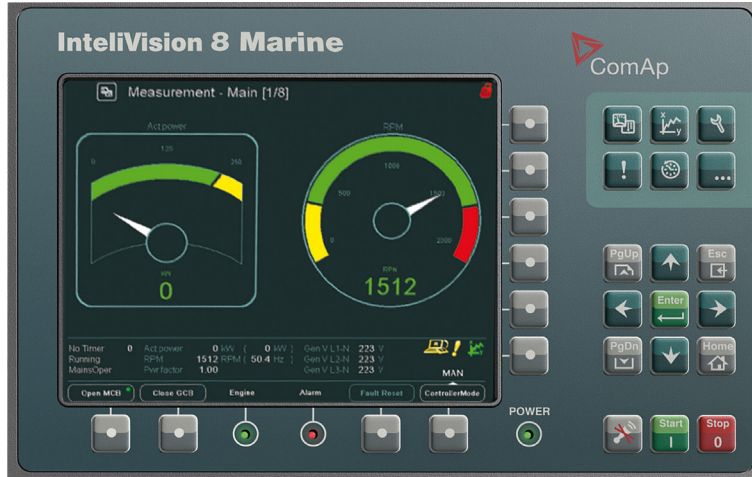 InteliVision 8 Marine
ComAp
Measurement - Main [1/8]
Act power
0
125
250
kW
0
RPM
0
500
1000
1500
2000
RPM
1512
No Timer 0 Act power 0 kW ( 0 kW ) Gen V L1-N 223 V
Running RPM 1512 RPM ( 50.4 Hz ) Gen V L2-N 223 V
MainsOper Pwr factor 1.00 Gen V L3-N 223 V
MAN
Open MCB Close GCB Engine Alarm Fault Reset ControllerMode
POWER
x
y
!
...
PgUp
Esc
Enter
PgDn
Home
Start
I
Stop
0